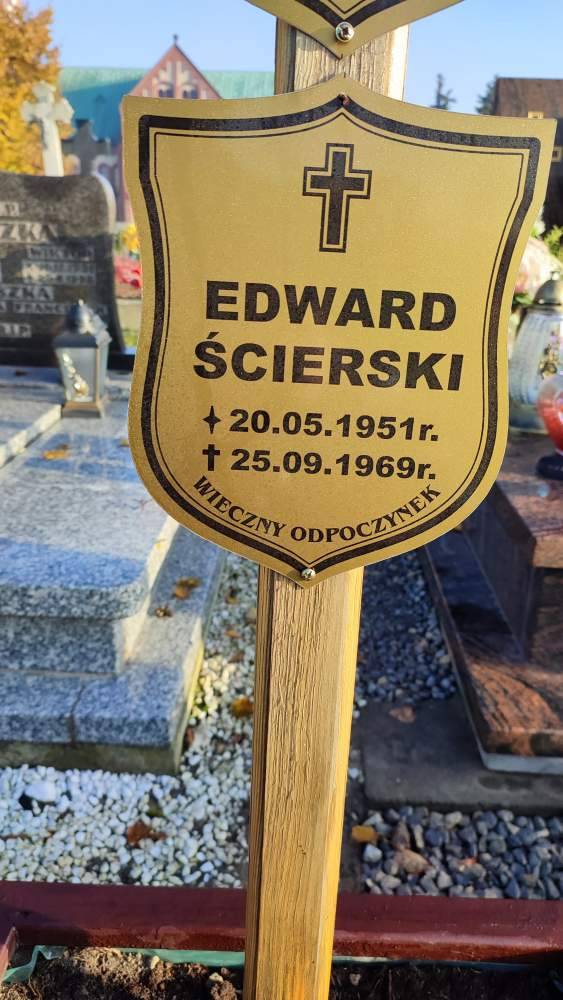 EDWARD
ŚCIERSKI
20.05.1951r.
† 25.09.1969r.
WIECZNY ODPOCZYNEK